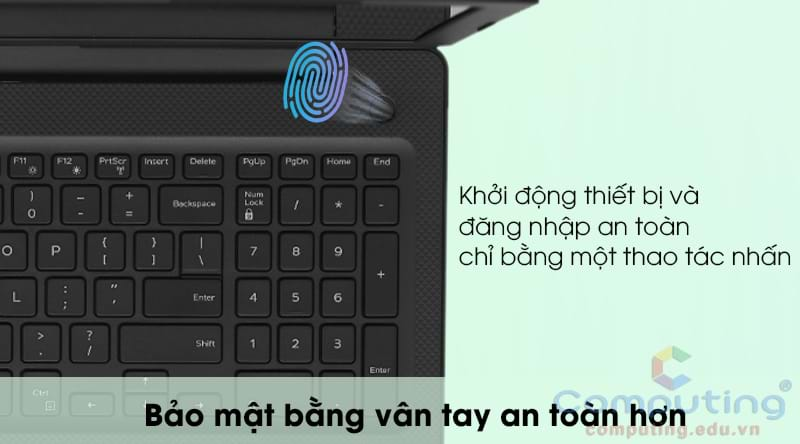 F11 F12 PrtScr Insert Delete PgUp PgDn Home End
) 0 _ - + = Backspace Num Lock / * -
O P { [ } ] | \ 7 8 9 +
L : ; " ' Enter 4 5 6
> . ? / Shift 1 2 3 Enter
Ctrl
Khởi động thiết bị và
đăng nhập an toàn
chỉ bằng một thao tác nhấn
Computing®
computing.edu.vn
Bảo mật bằng vân tay an toàn hơn